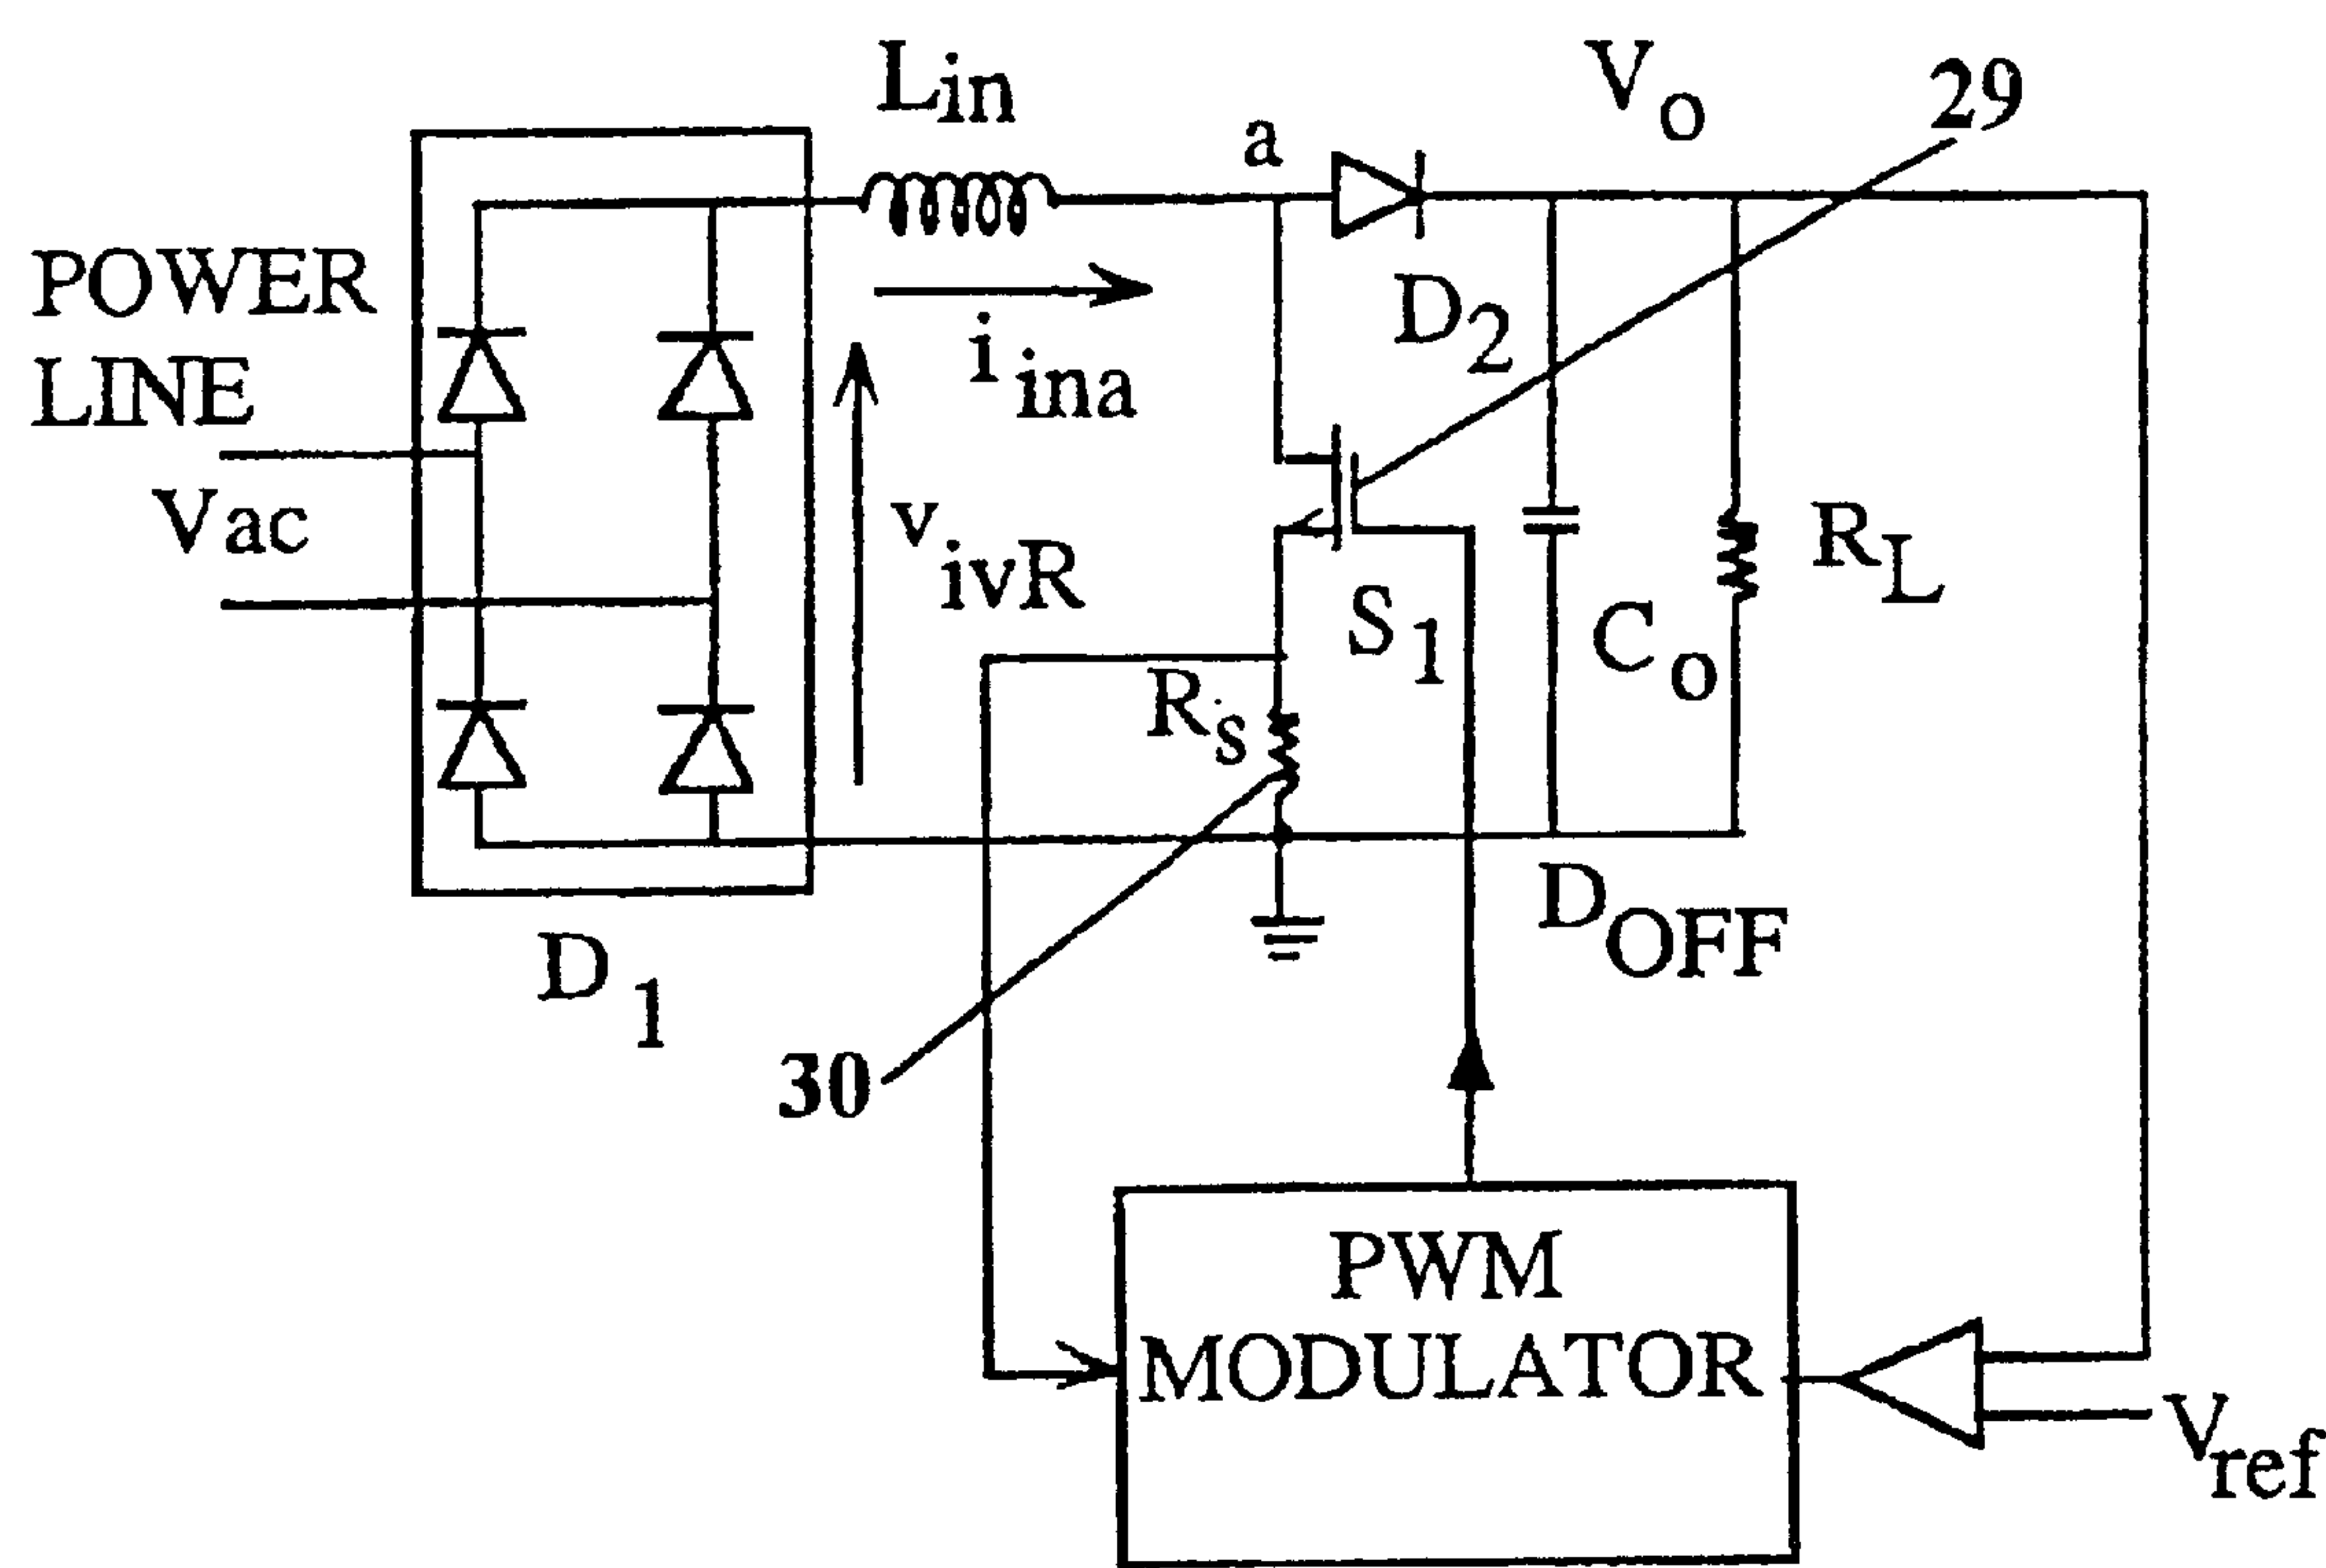 Lin
a
Vo
29
POWER
LINE
Vac
iina
D2
vivR
S1
Co
RL
Rs
D1
DOFF
30
PWM
MODULATOR
Vref